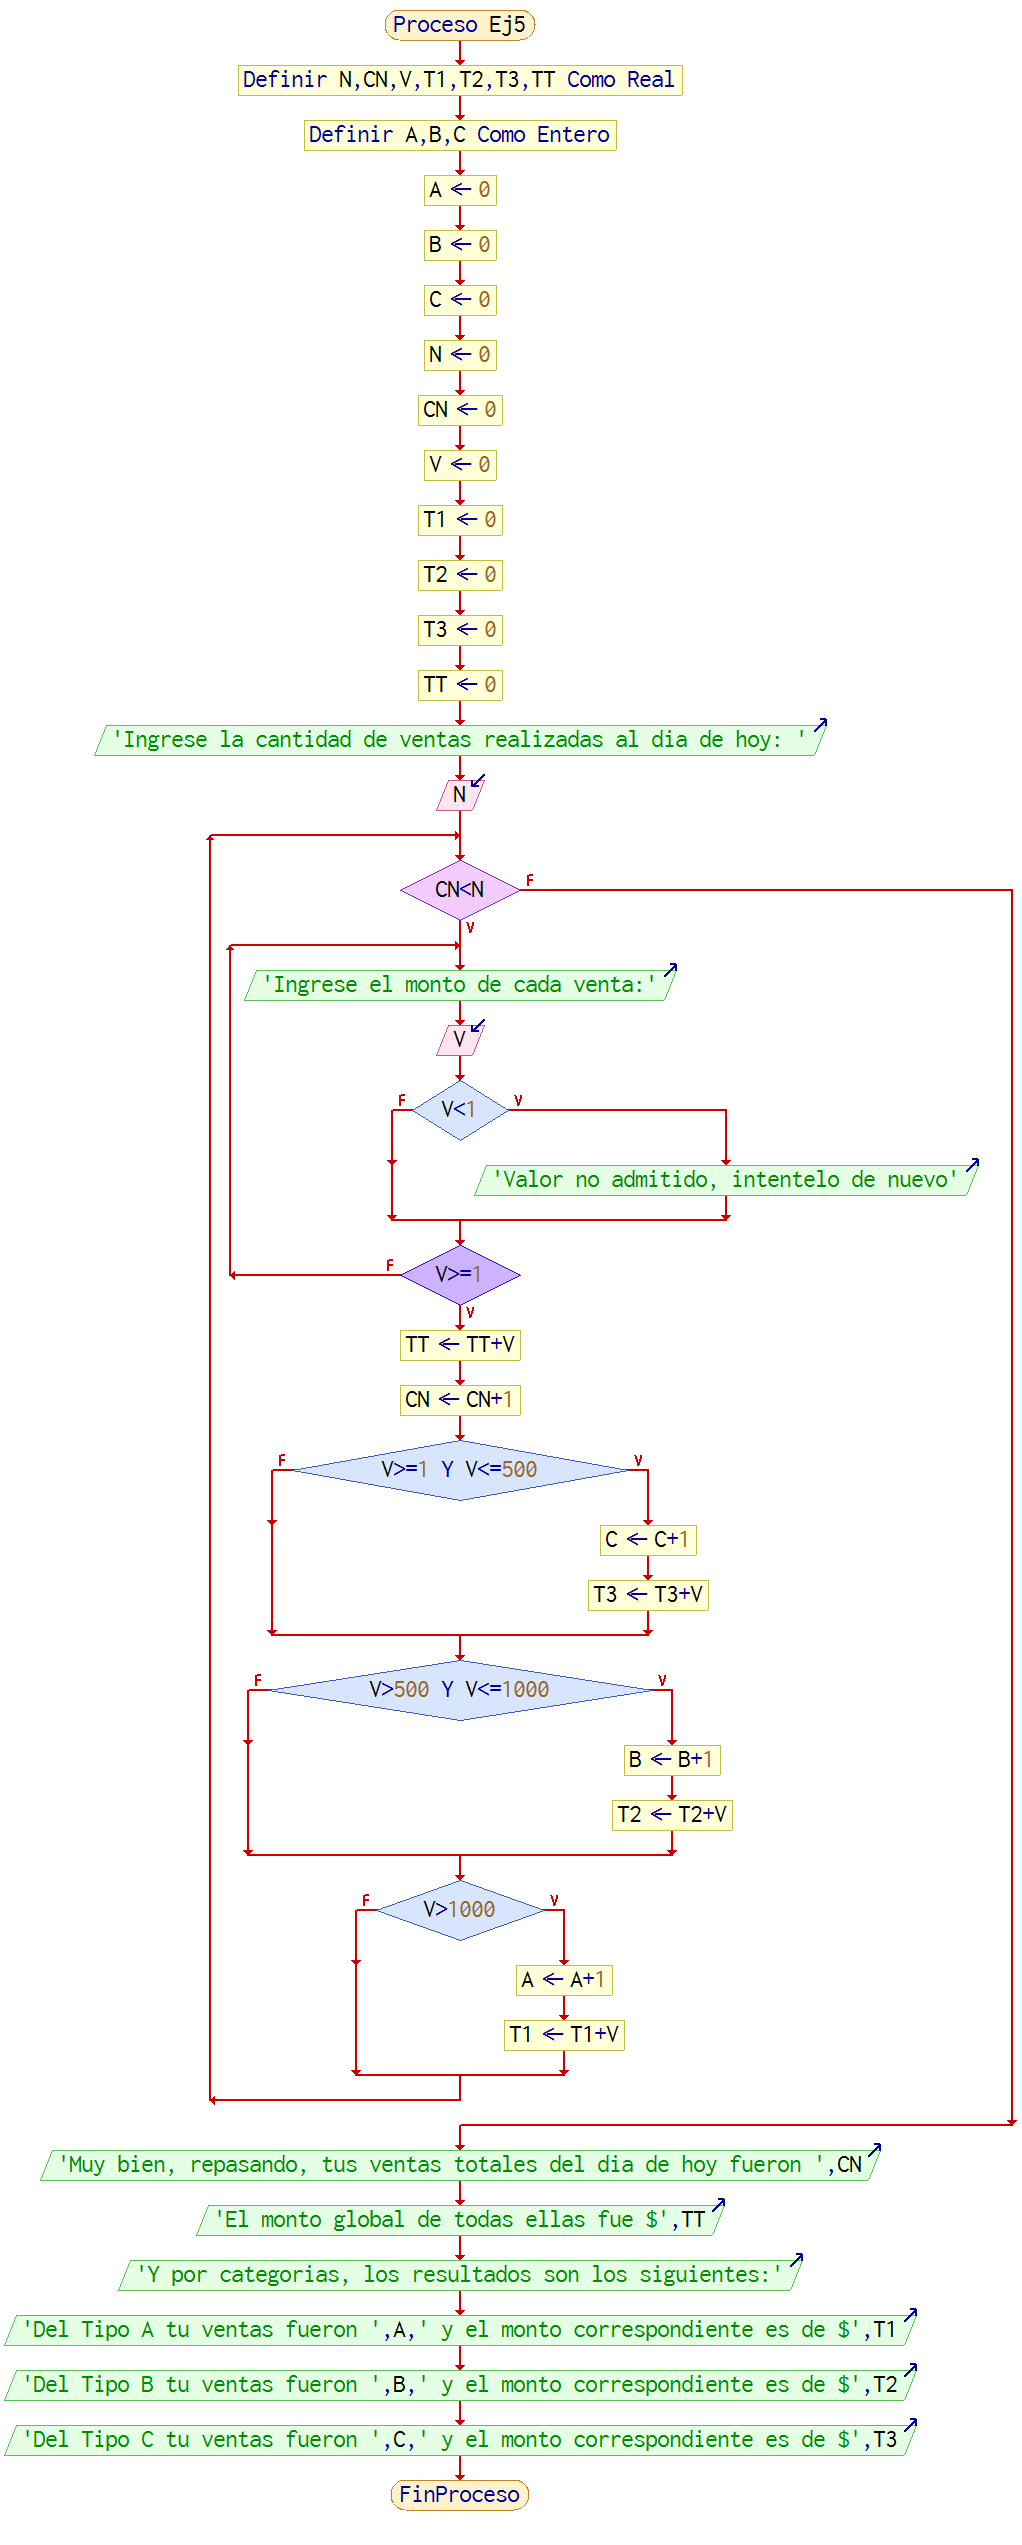 Proceso Ej5
Definir N,CN,V,T1,T2,T3,TT Como Real
Definir A,B,C Como Entero
A ← 0
B ← 0
C ← 0
N ← 0
CN ← 0
V ← 0
T1 ← 0
T2 ← 0
T3 ← 0
TT ← 0
'Ingrese la cantidad de ventas realizadas al dia de hoy: '
N
CN<N
F
V
'Ingrese el monto de cada venta:'
V
F
V<1
V
'Valor no admitido, intentelo de nuevo'
F
V>=1
V
TT ← TT+V
CN ← CN+1
F
V>=1 Y V<=500
V
C ← C+1
T3 ← T3+V
F
V>500 Y V<=1000
V
B ← B+1
T2 ← T2+V
F
V>1000
V
A ← A+1
T1 ← T1+V
'Muy bien, repasando, tus ventas totales del dia de hoy fueron ',CN
'El monto global de todas ellas fue $',TT
'Y por categorias, los resultados son los siguientes:'
'Del Tipo A tu ventas fueron ',A,' y el monto correspondiente es de $',T1
'Del Tipo B tu ventas fueron ',B,' y el monto correspondiente es de $',T2
'Del Tipo C tu ventas fueron ',C,' y el monto correspondiente es de $',T3
FinProceso